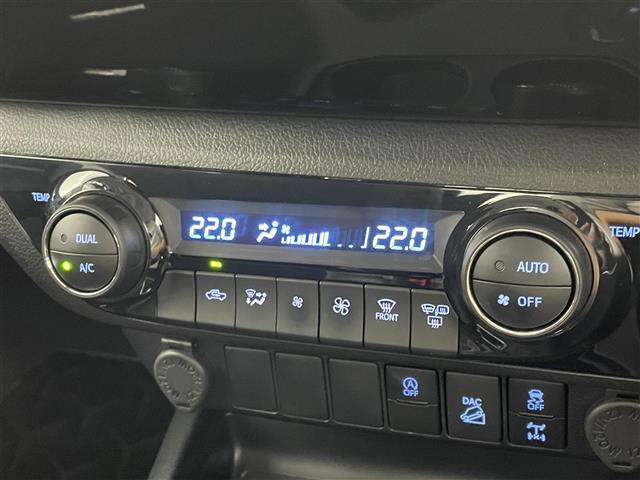 TEMP
DUAL
A/C
22.0
22.0
AUTO
OFF
TEMP
FRONT
OFF
DAC
OFF